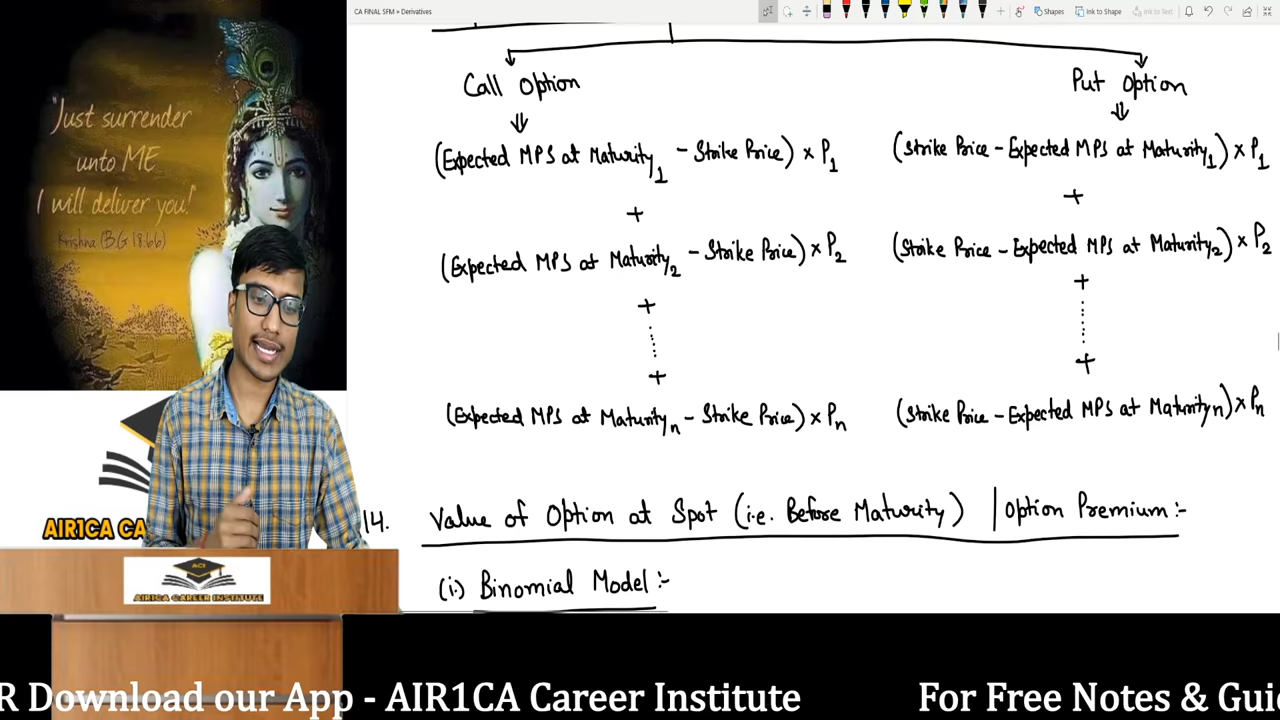 CA FINAL SFM » Derivatives
Shapes
Ink to Shape
Ink to Text
Call Option
Put Option
(Expected MPS at Maturity₁ - Strike Price) × P₁
(Strike Price - Expected MPS at Maturity₁) × P₁
+
+
(Expected MPS at Maturity₂ - Strike Price) × P₂
(Strike Price - Expected MPS at Maturity₂) × P₂
+
+
+
+
(Expected MPS at Maturityₙ - Strike Price) × Pₙ
(Strike Price - Expected MPS at Maturityₙ) × Pₙ
14. Value of Option at Spot (i.e. Before Maturity) | Option Premium :-
(i.) Binomial Model :-
"Just surrender
unto ME
I will deliver you!"
Krishna (B.G 18:66)
AIR1CA CA
ACI
AIR1CA CAREER INSTITUTE
R Download our App - AIR1CA Career Institute
For Free Notes & Gui